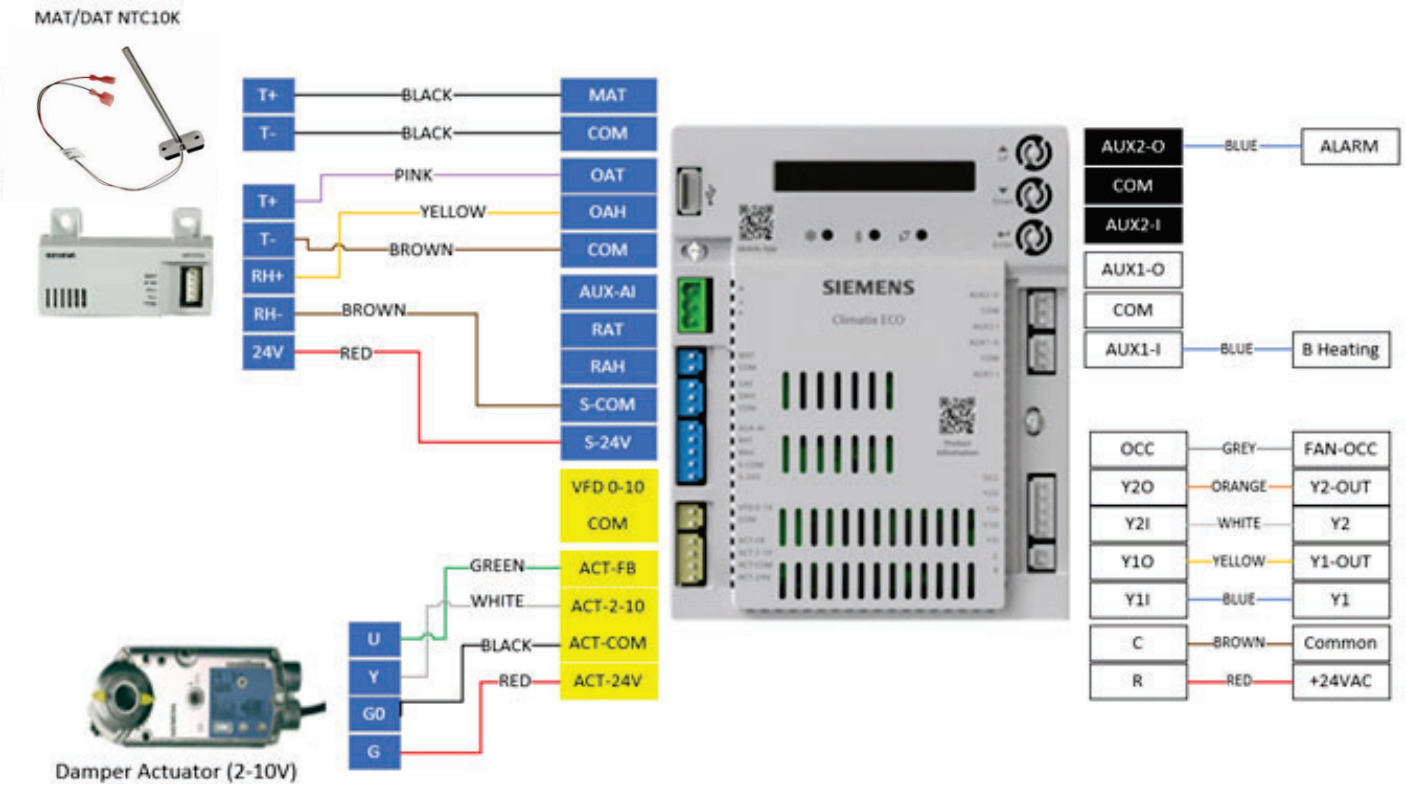 MAT/DAT NTC10K
T+ BLACK MAT
T- BLACK COM
T+ PINK OAT
YELLOW OAH
T- BROWN COM
RH+
AUX-AI
RH- BROWN
RAT
24V RED
RAH
S-COM
S-24V
VFD 0-10
COM
GREEN ACT-FB
WHITE ACT-2-10
U
BLACK ACT-COM
Y
RED ACT-24V
G0
G
Damper Actuator (2-10V)
SIEMENS
Climatix ECO
Product
Information
AUX2-O BLUE ALARM
COM
AUX2-I
AUX1-O
COM
AUX1-I BLUE B Heating
OCC GREY FAN-OCC
Y2O ORANGE Y2-OUT
Y2I WHITE Y2
Y1O YELLOW Y1-OUT
Y1I BLUE Y1
C BROWN Common
R RED +24VAC